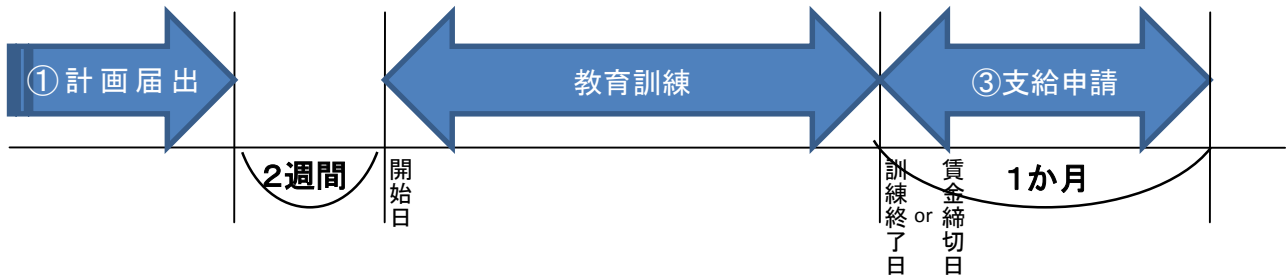 ①計画届出
教育訓練
③支給申請
2週間
1か月
開始日
訓練終了日
or
賃金締切日